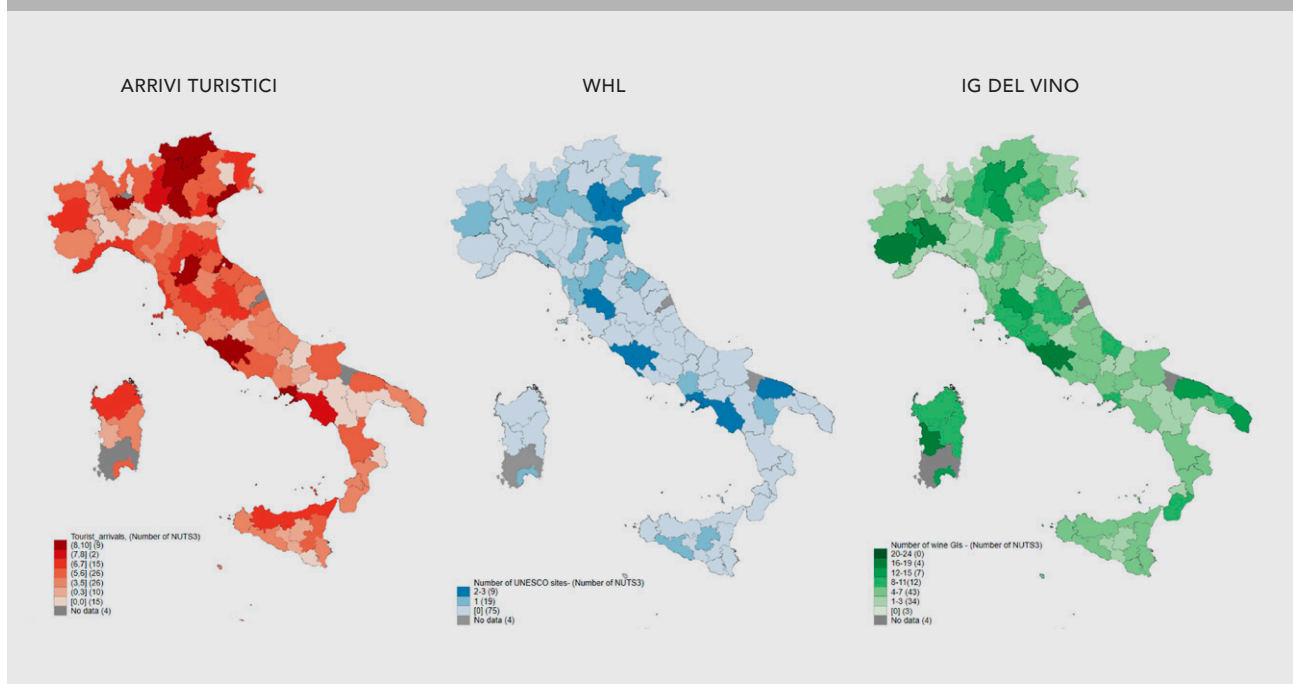 ARRIVI TURISTICI
WHL
IG DEL VINO
Tourist_arrivals, (Number of NUTS3)
(8,10] (9)
(7,8] (2)
(6,7] (15)
(5,6] (26)
(3,5] (26)
(0,3] (10)
[0,0] (15)
No data (4)
Number of UNESCO sites- (Number of NUTS3)
2-3 (9)
1 (19)
[0] (75)
No data (4)
Number of wine GIs - (Number of NUTS3)
20-24 (0)
16-19 (4)
12-15 (7)
8-11(12)
4-7 (43)
1-3 (34)
[0] (3)
No data (4)